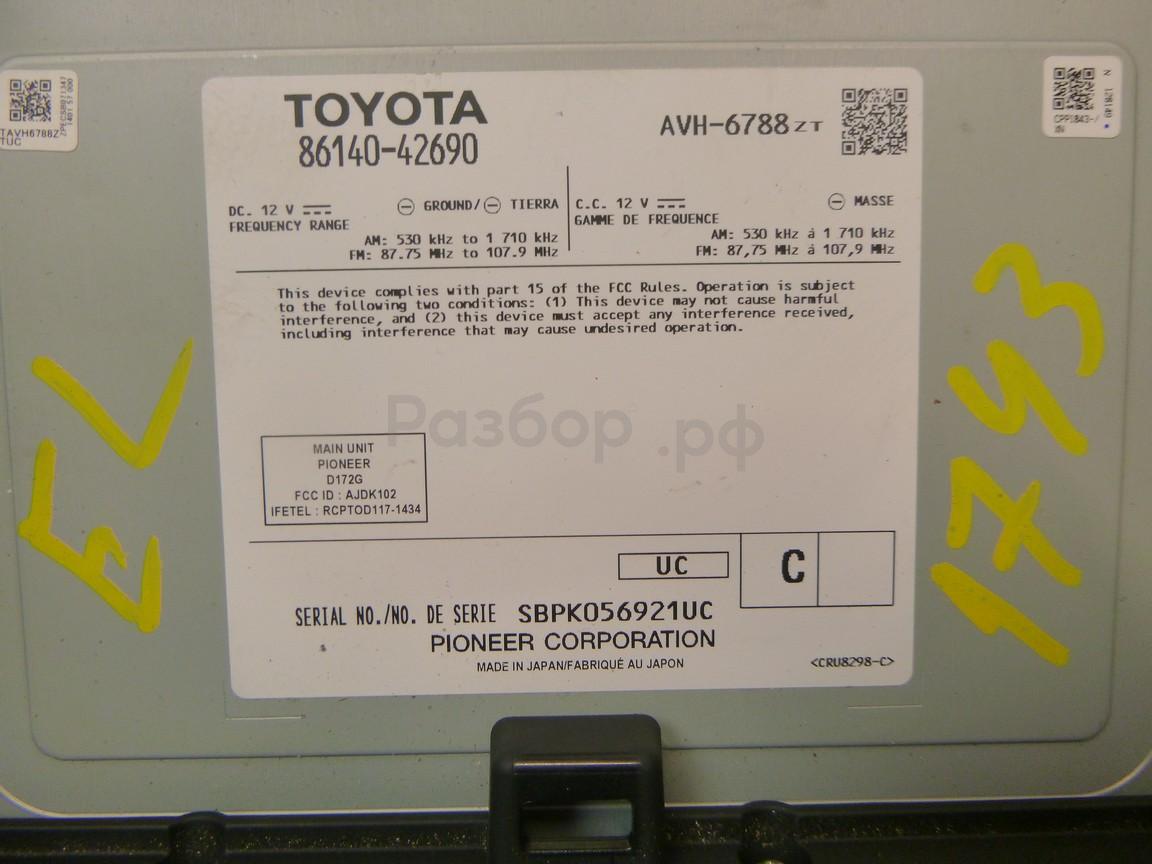 TOYOTA
86140-42690
AVH-6788ZT
DC. 12 V
GROUND/ TIERRA
FREQUENCY RANGE
AM: 530 kHz to 1 710 kHz
FM: 87.75 MHz to 107.9 MHz
C.C. 12 V
MASSE
GAMME DE FREQUENCE
AM: 530 kHz á 1 710 kHz
FM: 87,75 MHz á 107,9 MHz
This device complies with part 15 of the FCC Rules. Operation is subject
to the following two conditions: (1) This device may not cause harmful
interference, and (2) this device must accept any interference received,
including interference that may cause undesired operation.
Разбор.рф
MAIN UNIT
PIONEER
D172G
FCC ID : AJDK102
IFETEL : RCPTOD117-1434
UC
C
SERIAL NO./NO. DE SERIE SBPK056921UC
PIONEER CORPORATION
MADE IN JAPAN/FABRIQUÉ AU JAPON
<CRU8298-C>
TAVH6788Z
TUC
CPP1843-/
XN
N
EL
1743